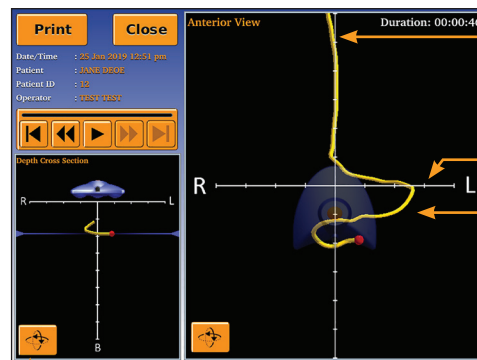 Print
Close
Date/Time : 25 Jan 2019 12:51 pm
Patient : JANE DEOE
Patient ID : 12
Operator : TEST TEST
Depth Cross Section
R
L
B
Anterior View
Duration: 00:00:46
R
L